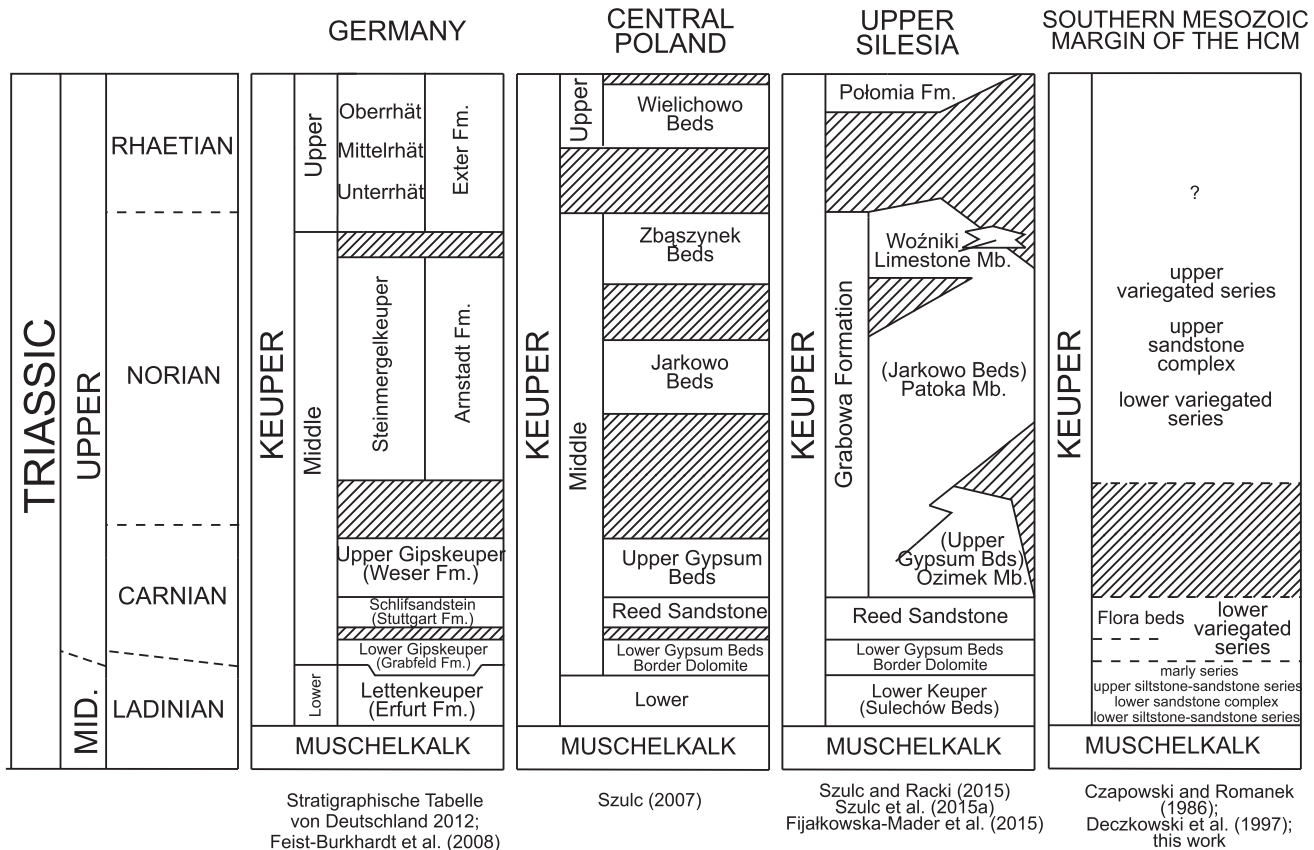 GERMANY
CENTRAL
POLAND
UPPER
SILESIA
SOUTHERN MESOZOIC
MARGIN OF THE HCM
TRIASSIC
UPPER
MID.
RHAETIAN
NORIAN
CARNIAN
LADINIAN
KEUPER
Upper
Middle
Lower
Oberrhät
Mittelrhät
Unterrhät
Exter Fm.
Steinmergelkeuper
Arnstadt Fm.
Upper Gipskeuper
(Weser Fm.)
Schlifsandstein
(Stuttgart Fm.)
Lower Gipskeuper
(Grabfeld Fm.)
Lettenkeuper
(Erfurt Fm.)
MUSCHELKALK
Stratigraphische Tabelle
von Deutschland 2012;
Feist-Burkhardt et al. (2008)
KEUPER
Upper
Middle
Wielichowo
Beds
Zbąszynek
Beds
Jarkowo
Beds
Upper Gypsum
Beds
Reed Sandstone
Lower Gypsum Beds
Border Dolomite
Lower
MUSCHELKALK
Szulc (2007)
KEUPER
Połomia Fm.
Grabowa Formation
Woźniki
Limestone Mb.
(Jarkowo Beds)
Patoka Mb.
(Upper
Gypsum Bds)
Ozimek Mb.
Reed Sandstone
Lower Gypsum Beds
Border Dolomite
Lower Keuper
(Sulechów Beds)
MUSCHELKALK
Szulc and Racki (2015)
Szulc et al. (2015a)
Fijałkowska-Mader et al. (2015)
KEUPER
?
upper
variegated series
upper
sandstone
complex
lower variegated
series
Flora beds
lower
variegated
series
marly series
upper siltstone-sandstone series
lower sandstone complex
lower siltstone-sandstone series
MUSCHELKALK
Czapowski and Romanek
(1986);
Deczkowski et al. (1997);
this work